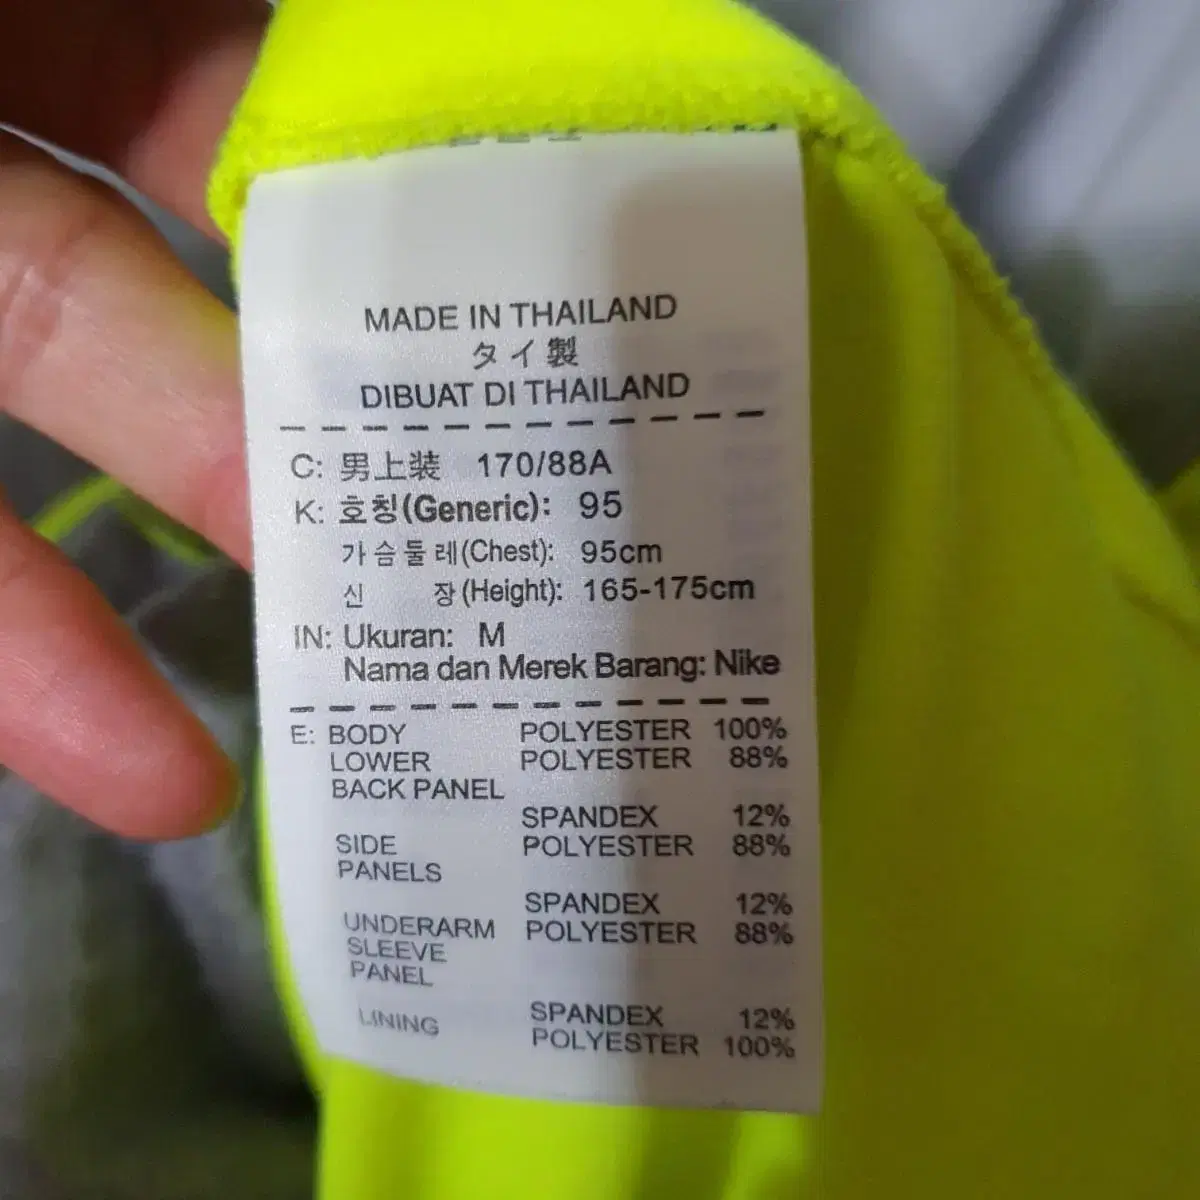 MADE IN THAILAND
タイ製
DIBUAT DI THAILAND
C: 男上装 170/88A
K: 호칭(Generic): 95
가슴둘레(Chest): 95cm
신 장(Height): 165-175cm
IN: Ukuran: M
Nama dan Merek Barang: Nike
E: BODY POLYESTER 100%
LOWER POLYESTER 88%
BACK PANEL
SPANDEX 12%
SIDE POLYESTER 88%
PANELS
SPANDEX 12%
UNDERARM POLYESTER 88%
SLEEVE
PANEL
SPANDEX 12%
LINING POLYESTER 100%